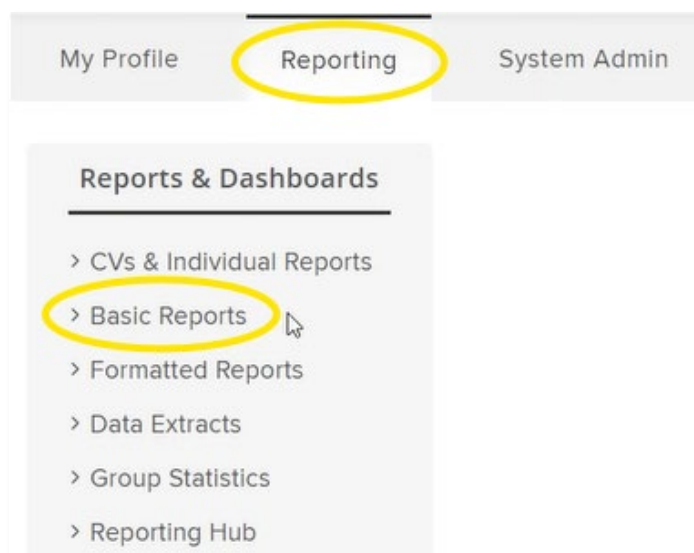 My Profile Reporting System Admin
Reports & Dashboards
> CVs & Individual Reports
> Basic Reports
> Formatted Reports
> Data Extracts
> Group Statistics
> Reporting Hub